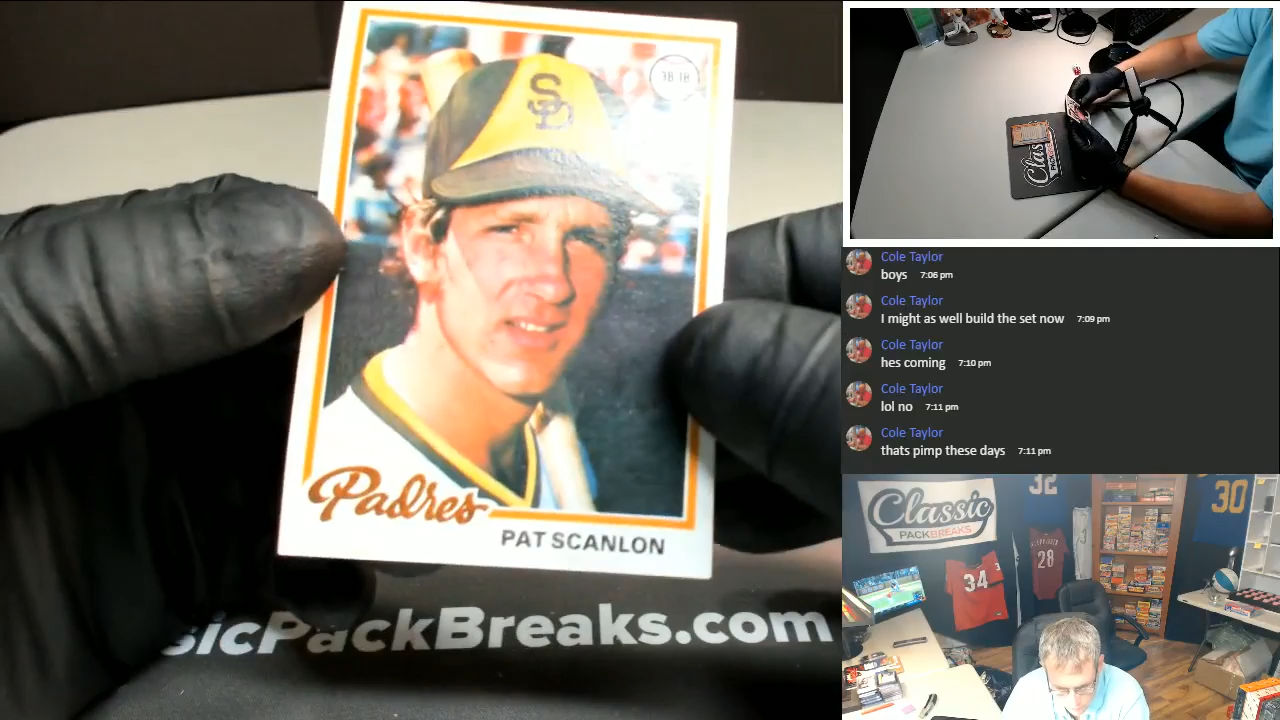 SD
3B-1B
Padres
PAT SCANLON
sicPackBreaks.com
Clas
Cole Taylor
boys 7:06 pm
Cole Taylor
I might as well build the set now 7:09 pm
Cole Taylor
hes coming 7:10 pm
Cole Taylor
lol no 7:11 pm
Cole Taylor
thats pimp these days 7:11 pm
Classic
PACKBREAKS
32
30
28
34